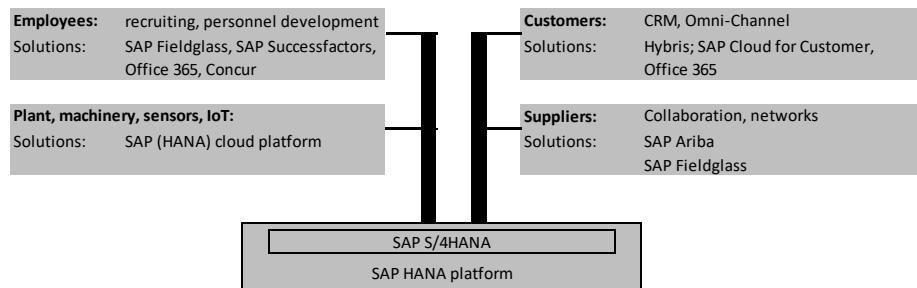 Employees: recruiting, personnel development
Solutions: SAP Fieldglass, SAP Successfactors,
Office 365, Concur
Customers: CRM, Omni-Channel
Solutions: Hybris; SAP Cloud for Customer,
Office 365
Plant, machinery, sensors, IoT:
Solutions: SAP (HANA) cloud platform
Suppliers: Collaboration, networks
Solutions: SAP Ariba
SAP Fieldglass
SAP S/4HANA
SAP HANA platform